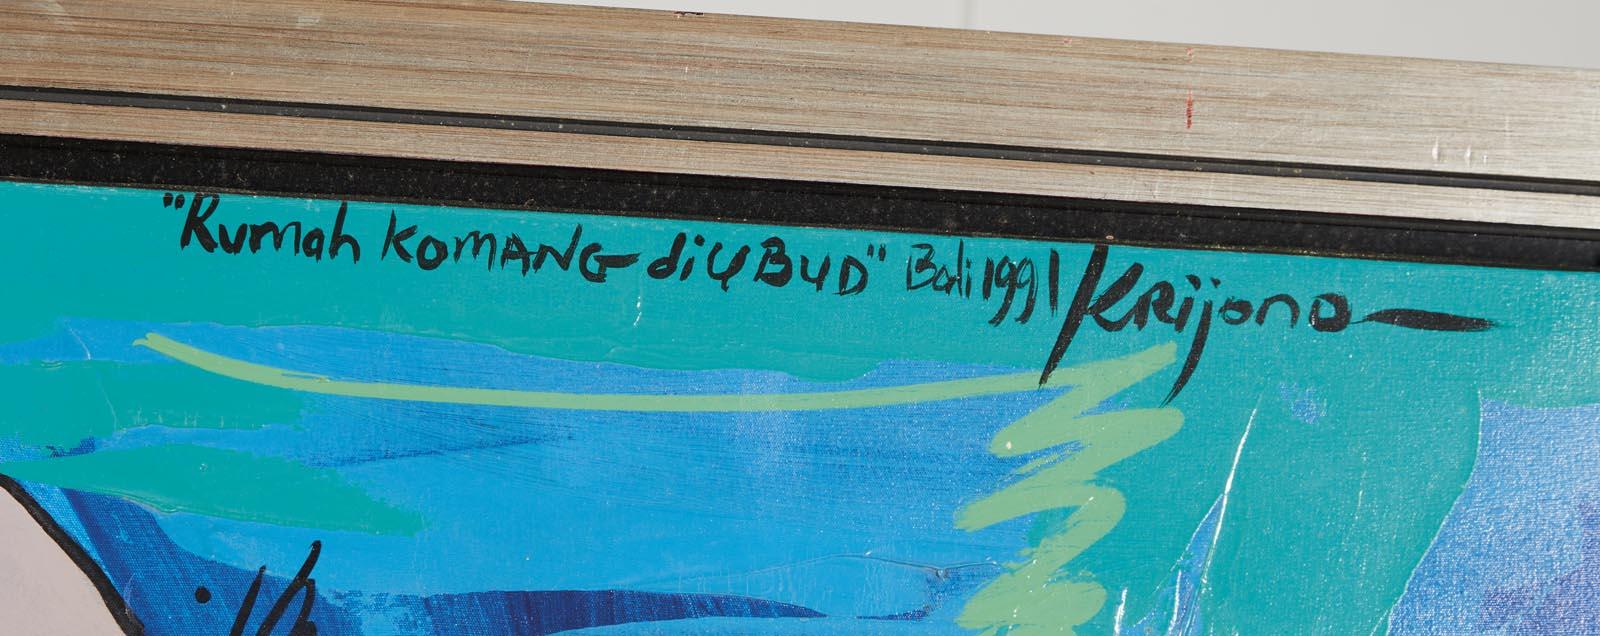 "Rumah KOMANG di UBUD" Bali 1991 / Krijono